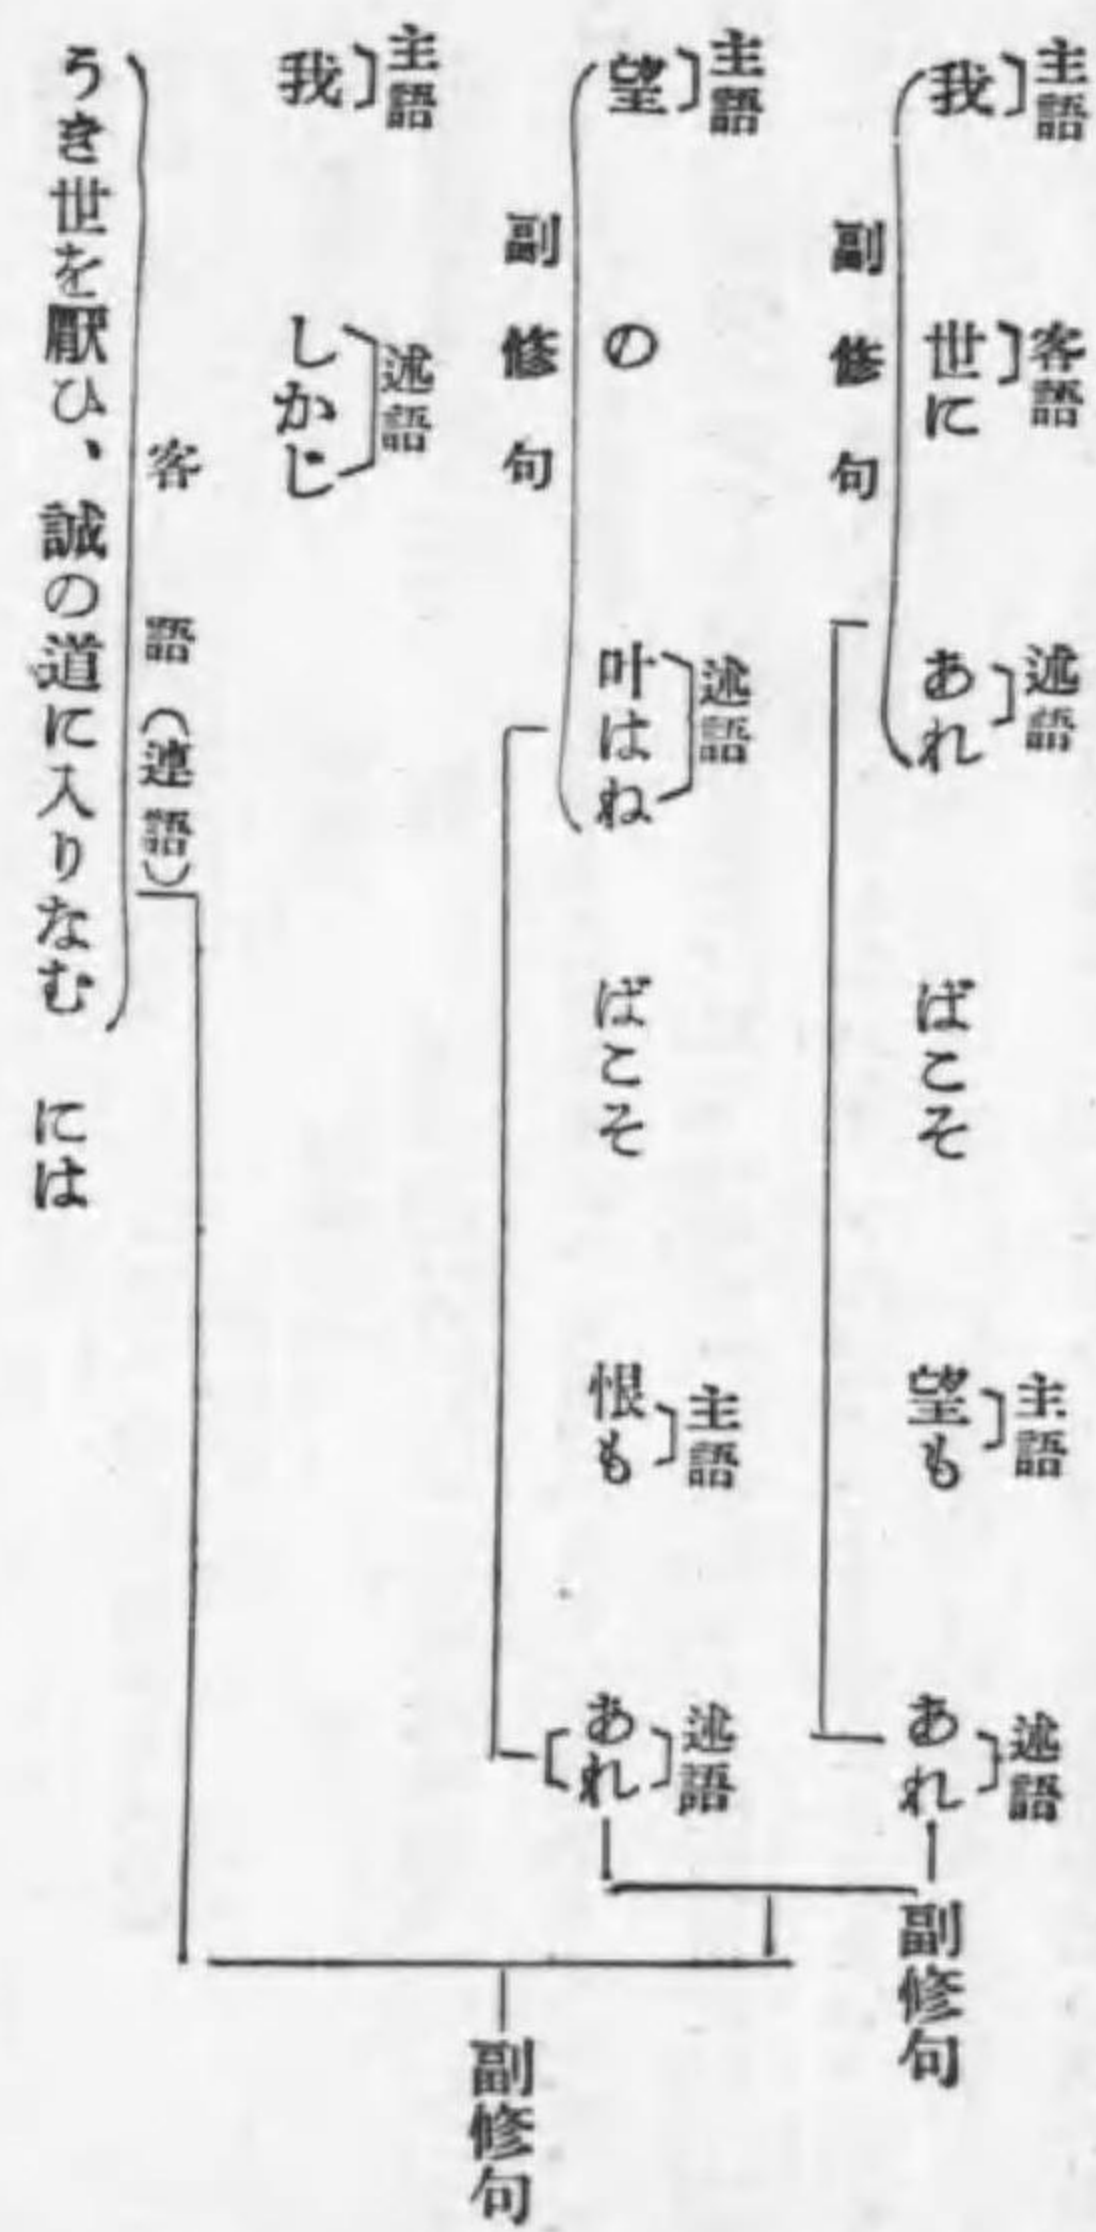 主語 客語 述語 主語 述語
我 世に あれ ばこそ 望も あれ 副修句
副修句
主語 述語 主語 述語
望 の 叶はね ばこそ 恨も あれ
副修句 副修句
主語 述語
我 しかじ
客語(連語)
うき世を厭ひ、誠の道に入りなむ には